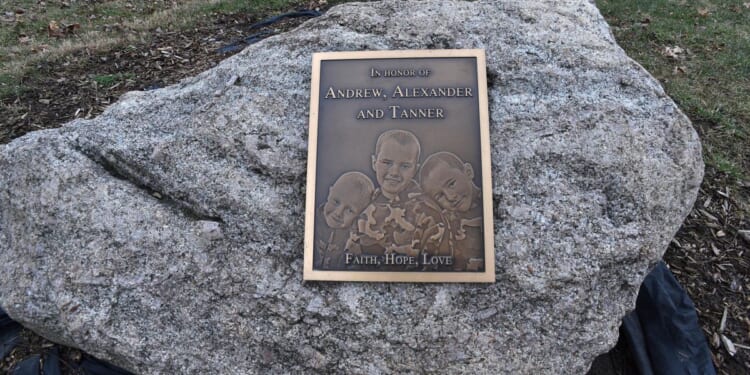 In honor of
Andrew, Alexander
and Tanner
Faith, Hope, Love